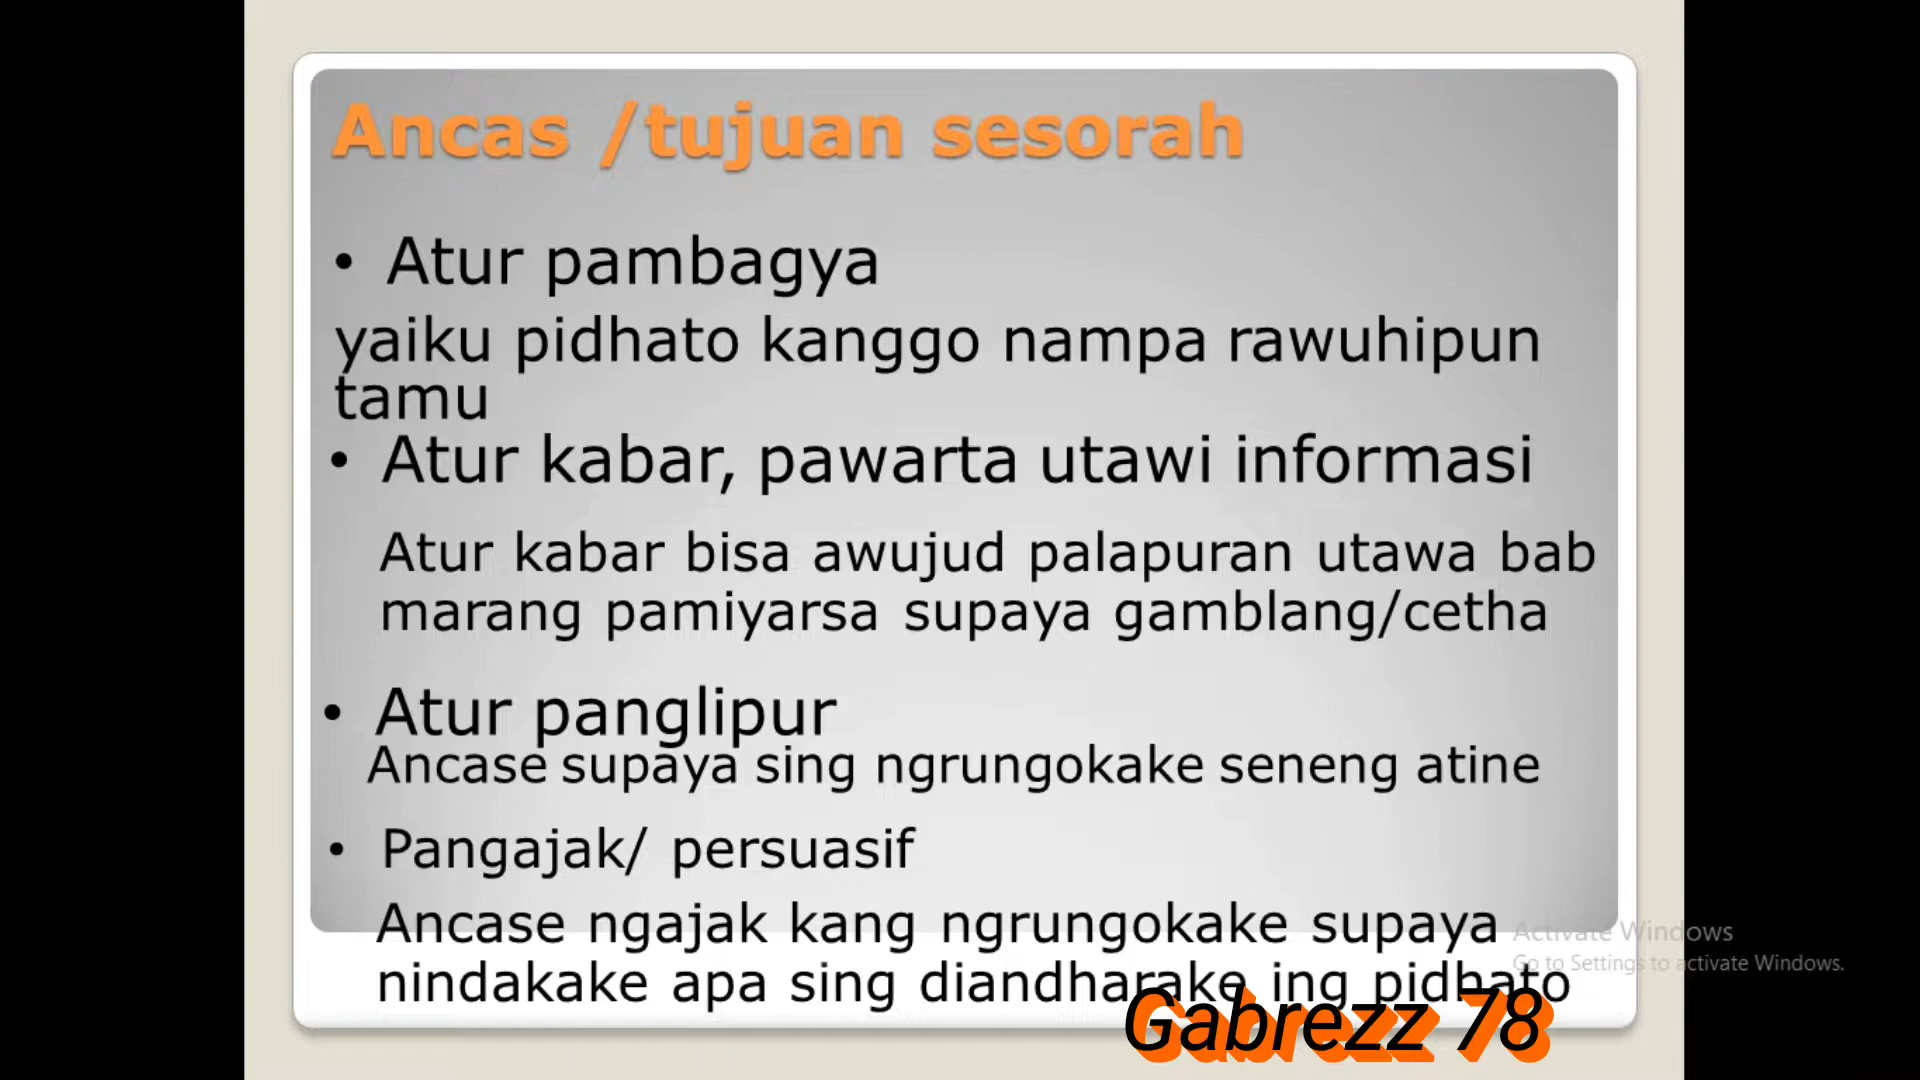 Ancas /tujuan sesorah
• Atur pambagya
yaiku pidhato kanggo nampa rawuhipun
tamu
• Atur kabar, pawarta utawi informasi
Atur kabar bisa awujud palapuran utawa bab
marang pamiyarsa supaya gamblang/cetha
• Atur panglipur
Ancase supaya sing ngrungokake seneng atine
• Pangajak/ persuasif
Ancase ngajak kang ngrungokake supaya
nindakake apa sing diandharake ing pidhato
Activate Windows
Go to Settings to activate Windows.
Gabrezz 78